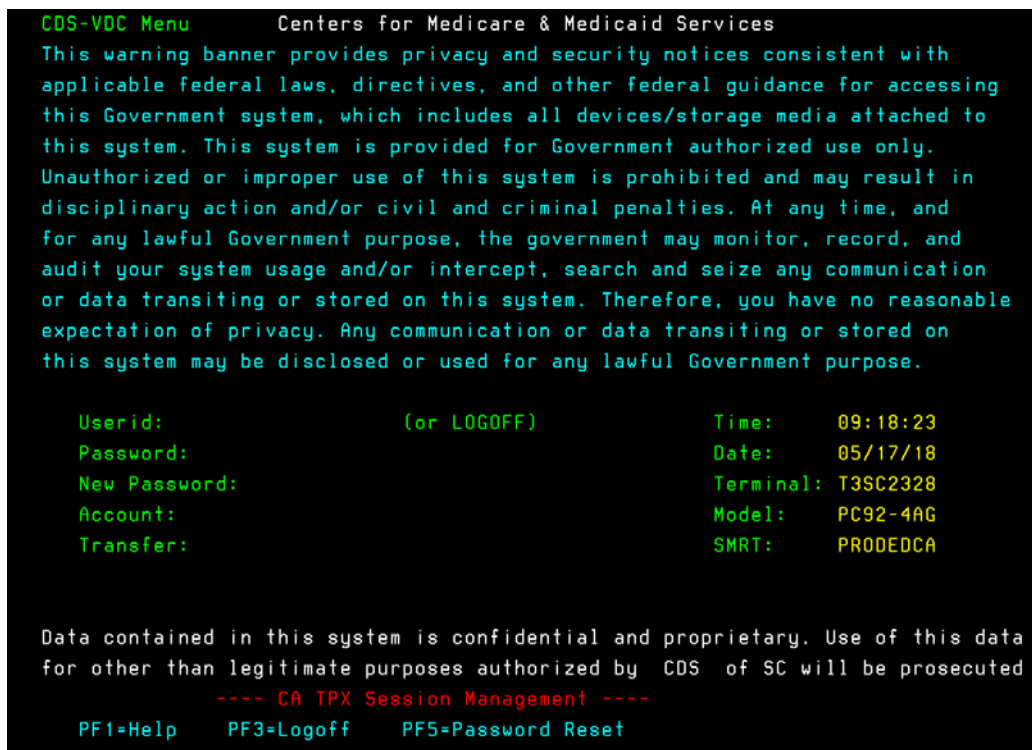 CDS-VDC Menu Centers for Medicare & Medicaid Services
This warning banner provides privacy and security notices consistent with
applicable federal laws, directives, and other federal guidance for accessing
this Government system, which includes all devices/storage media attached to
this system. This system is provided for Government authorized use only.
Unauthorized or improper use of this system is prohibited and may result in
disciplinary action and/or civil and criminal penalties. At any time, and
for any lawful Government purpose, the government may monitor, record, and
audit your system usage and/or intercept, search and seize any communication
or data transiting or stored on this system. Therefore, you have no reasonable
expectation of privacy. Any communication or data transiting or stored on
this system may be disclosed or used for any lawful Government purpose.
Userid: (or LOGOFF) Time: 09:18:23
Password: Date: 05/17/18
New Password: Terminal: T3SC2328
Account: Model: PC92-4AG
Transfer: SMRT: PRODEDCA
Data contained in this system is confidential and proprietary. Use of this data
for other than legitimate purposes authorized by CDS of SC will be prosecuted
---- CA TPX Session Management ----
PF1=Help PF3=Logoff PF5=Password Reset